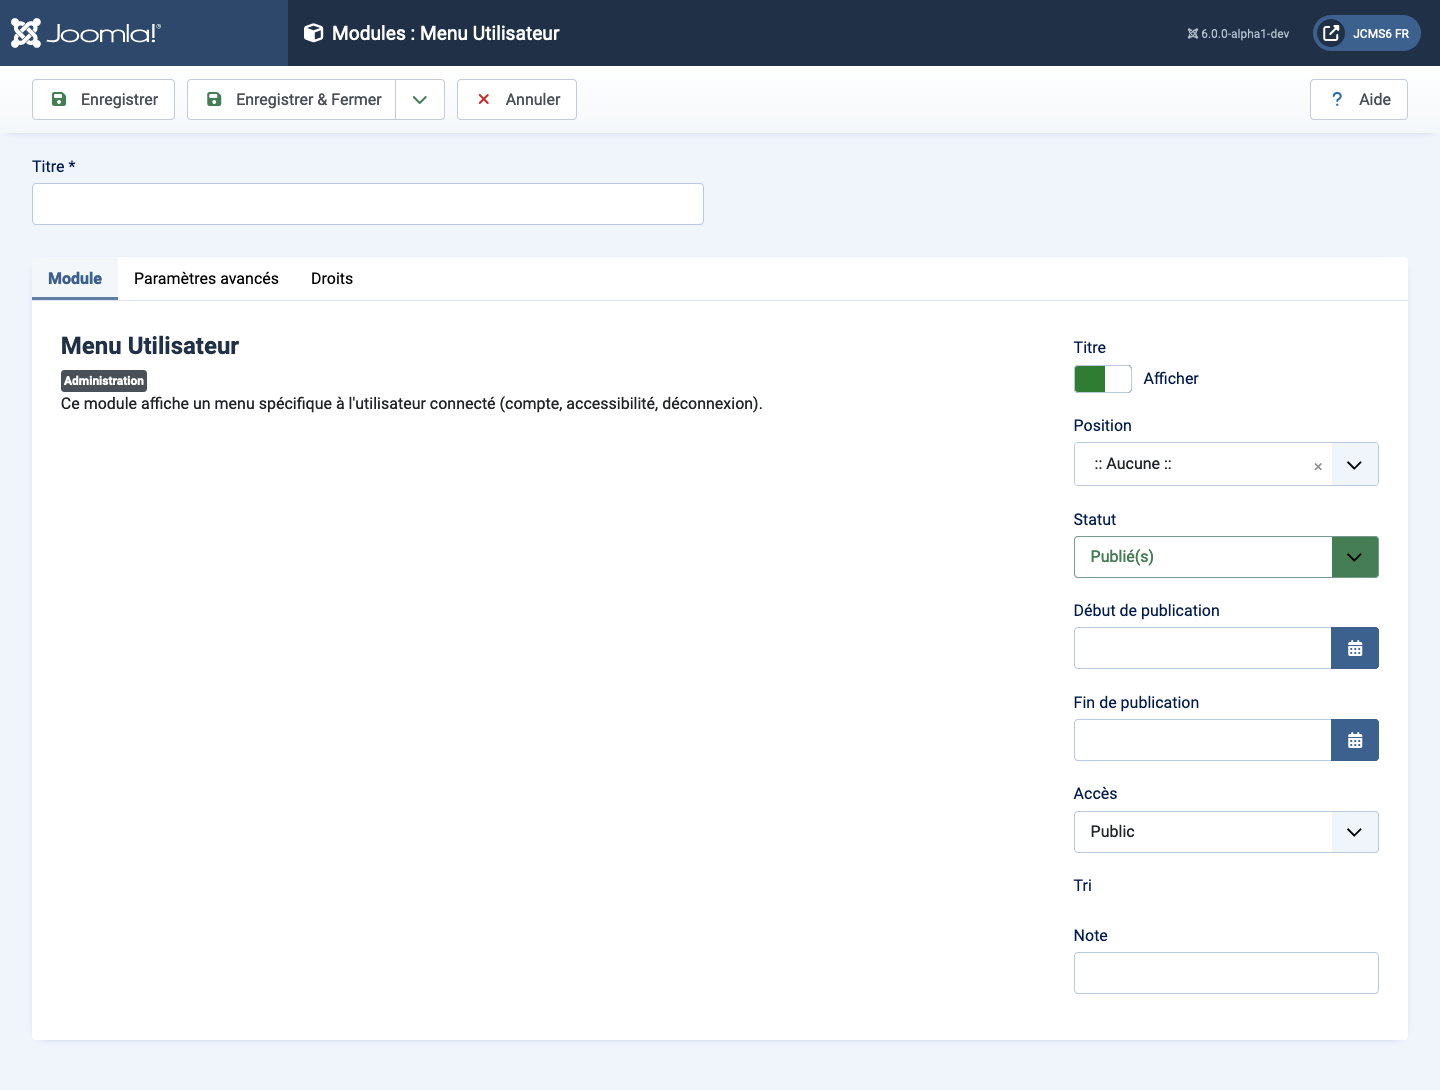 Joomla!®
Modules : Menu Utilisateur
6.0.0-alpha1-dev
JCMS6 FR
Enregistrer
Enregistrer & Fermer
Annuler
? Aide
Titre *
Module
Paramètres avancés
Droits
Menu Utilisateur
Administration
Ce module affiche un menu spécifique à l'utilisateur connecté (compte, accessibilité, déconnexion).
Titre
Afficher
Position
:: Aucune ::
Statut
Publié(s)
Début de publication
Fin de publication
Accès
Public
Tri
Note